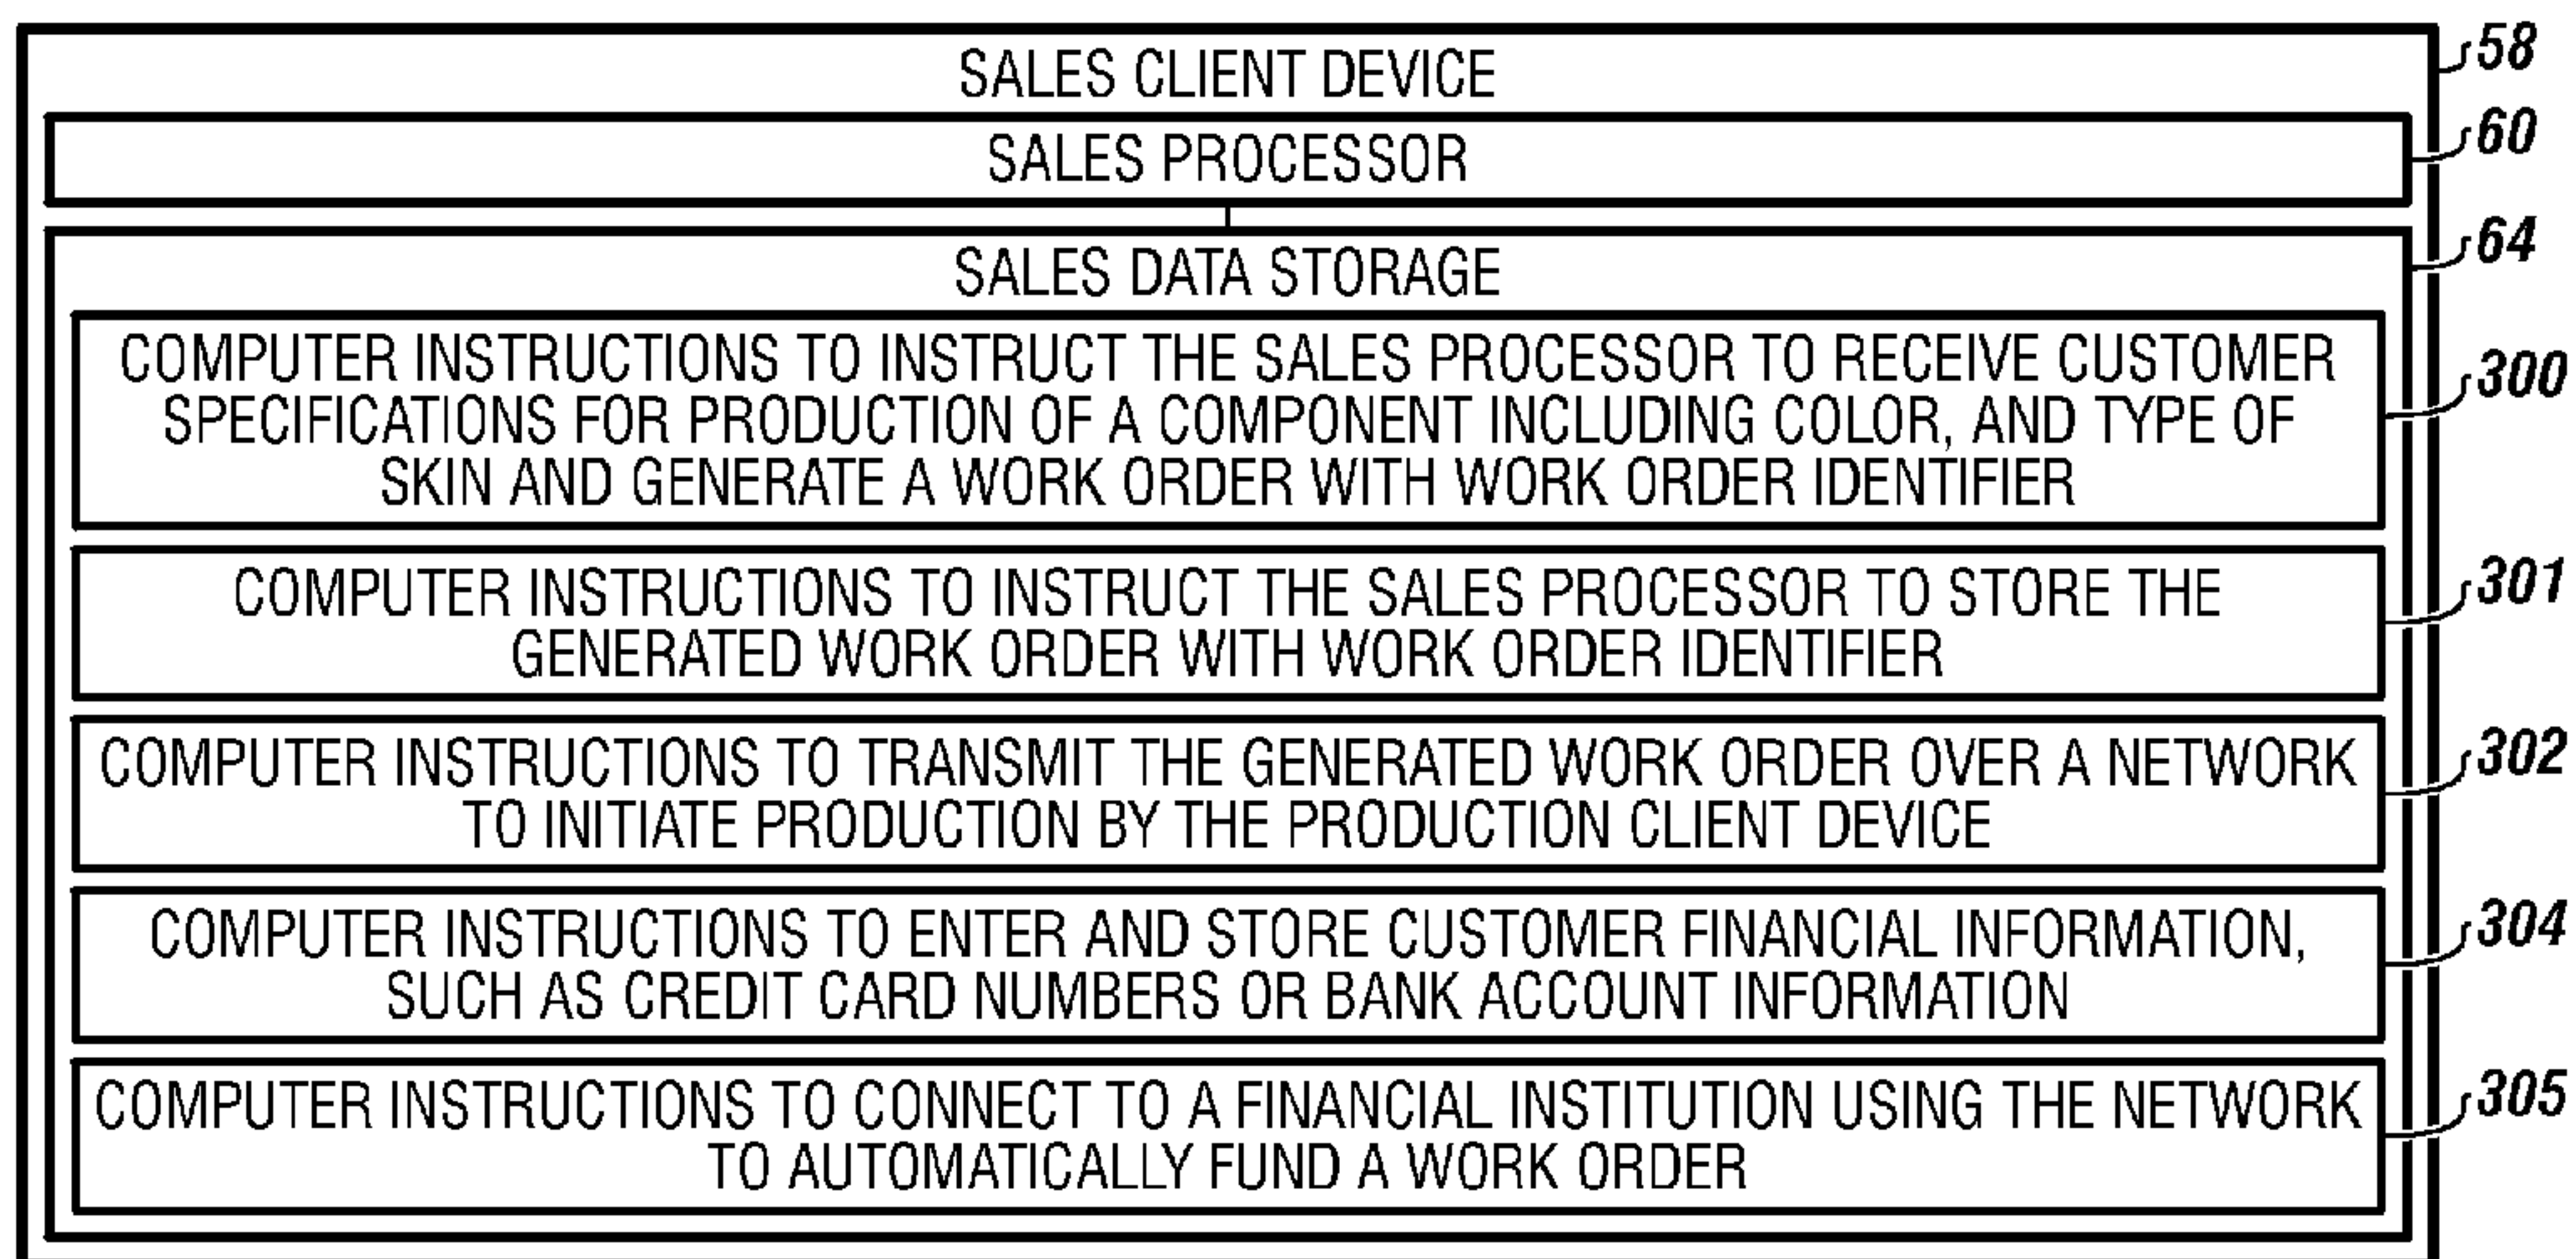 SALES CLIENT DEVICE
58
SALES PROCESSOR
60
SALES DATA STORAGE
64
COMPUTER INSTRUCTIONS TO INSTRUCT THE SALES PROCESSOR TO RECEIVE CUSTOMER
SPECIFICATIONS FOR PRODUCTION OF A COMPONENT INCLUDING COLOR, AND TYPE OF
SKIN AND GENERATE A WORK ORDER WITH WORK ORDER IDENTIFIER
300
COMPUTER INSTRUCTIONS TO INSTRUCT THE SALES PROCESSOR TO STORE THE
GENERATED WORK ORDER WITH WORK ORDER IDENTIFIER
301
COMPUTER INSTRUCTIONS TO TRANSMIT THE GENERATED WORK ORDER OVER A NETWORK
TO INITIATE PRODUCTION BY THE PRODUCTION CLIENT DEVICE
302
COMPUTER INSTRUCTIONS TO ENTER AND STORE CUSTOMER FINANCIAL INFORMATION,
SUCH AS CREDIT CARD NUMBERS OR BANK ACCOUNT INFORMATION
304
COMPUTER INSTRUCTIONS TO CONNECT TO A FINANCIAL INSTITUTION USING THE NETWORK
TO AUTOMATICALLY FUND A WORK ORDER
305